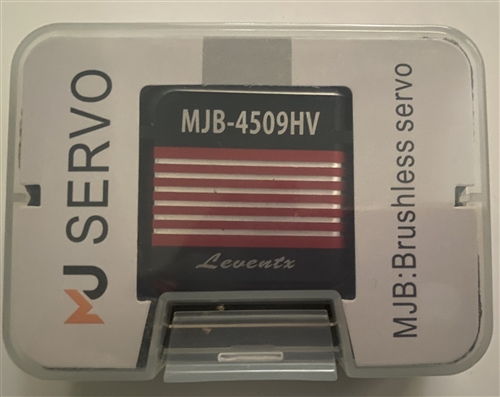 MJ SERVO
MJB-4509HV
Leventx
MJB:Brushless servo